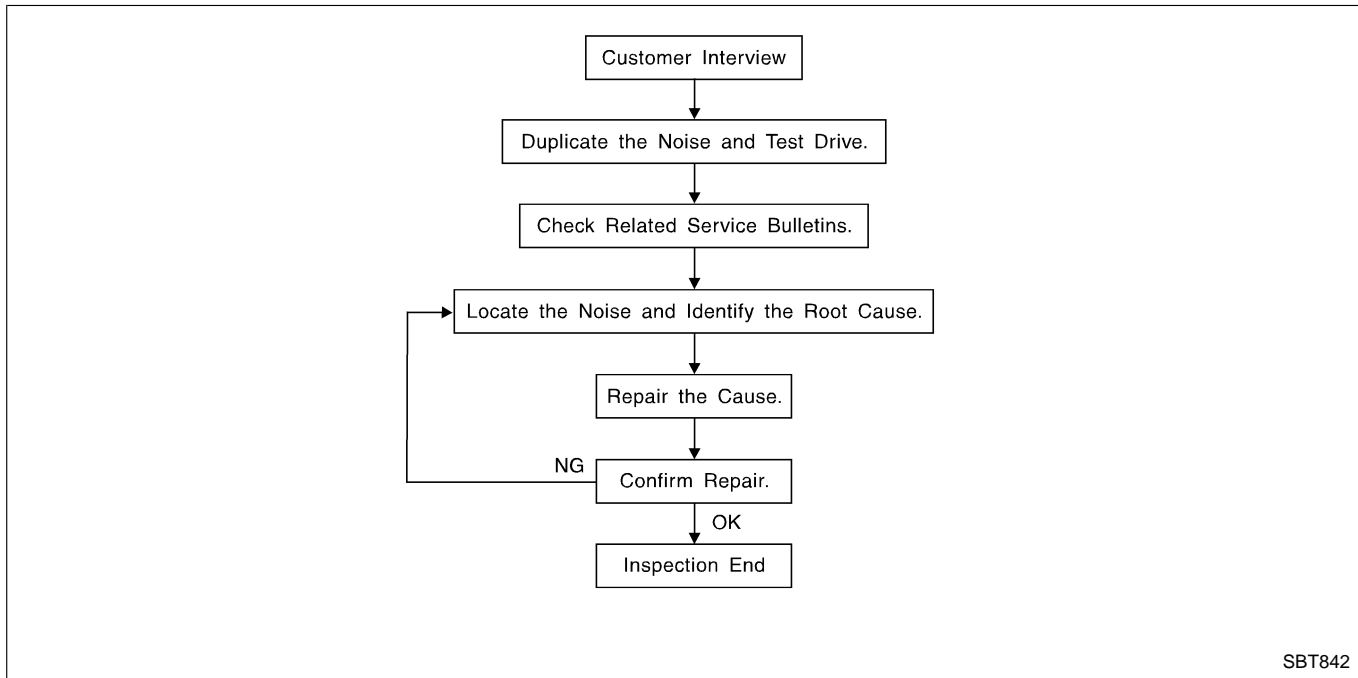 Customer Interview
Duplicate the Noise and Test Drive.
Check Related Service Bulletins.
Locate the Noise and Identify the Root Cause.
Repair the Cause.
NG
Confirm Repair.
OK
Inspection End
SBT842